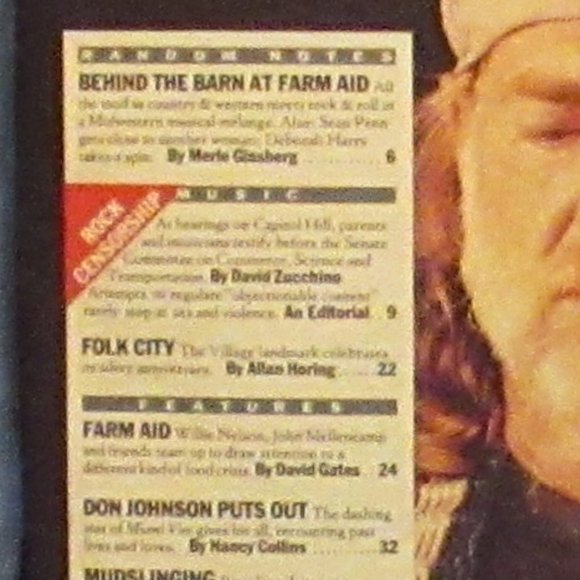 RANDOM NOTES
BEHIND THE BARN AT FARM AID All
the stuff as country & western meets rock & roll in
a Midwestern musical melange. Also: Sean Penn
gets close to another woman; Deborah Harry
takes a spin. By Merle Ginsberg 6
MUSIC
ROCK
CENSORSHIP
At hearings on Capitol Hill, parents
and musicians testify before the Senate
Committee on Commerce, Science and
Transportation. By David Zucchino
Attempts to regulate "objectionable content"
rarely stop at sex and violence. An Editorial 9
FOLK CITY The Village landmark celebrates
its silver anniversary. By Allan Horing 22
FEATURES
FARM AID Willie Nelson, John Mellencamp
and friends team up to draw attention to a
different kind of food crisis. By David Gates 24
DON JOHNSON PUTS OUT The dashing
star of Miami Vice gives his all, recounting past
lives and loves. By Nancy Collins 32
MUDSLINGING